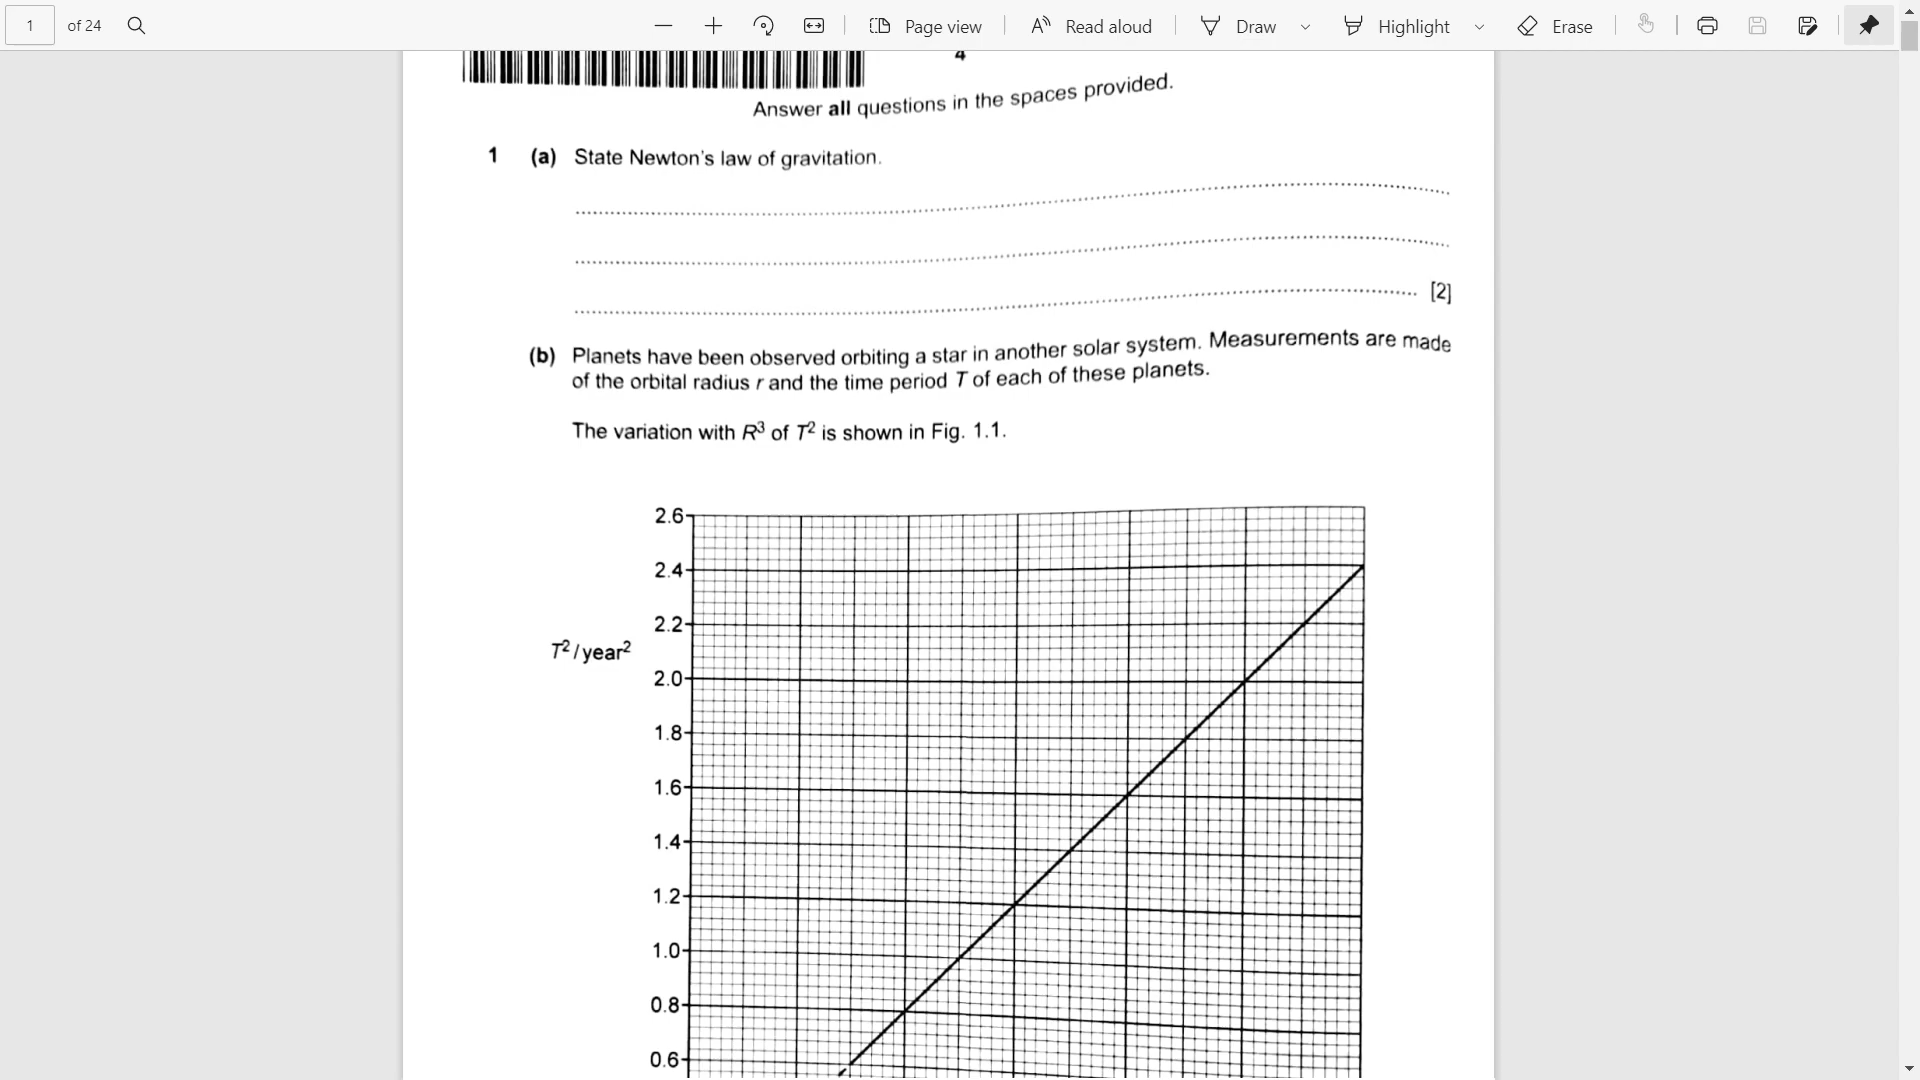 1 of 24 Page view A Read aloud Draw Highlight Erase
4
Answer all questions in the spaces provided.
1 (a) State Newton's law of gravitation.
[2]
(b) Planets have been observed orbiting a star in another solar system. Measurements are made
of the orbital radius r and the time period T of each of these planets.
The variation with R³ of T² is shown in Fig. 1.1.
2.6
2.4
2.2
T² / year²
2.0
1.8
1.6
1.4
1.2
1.0
0.8
0.6